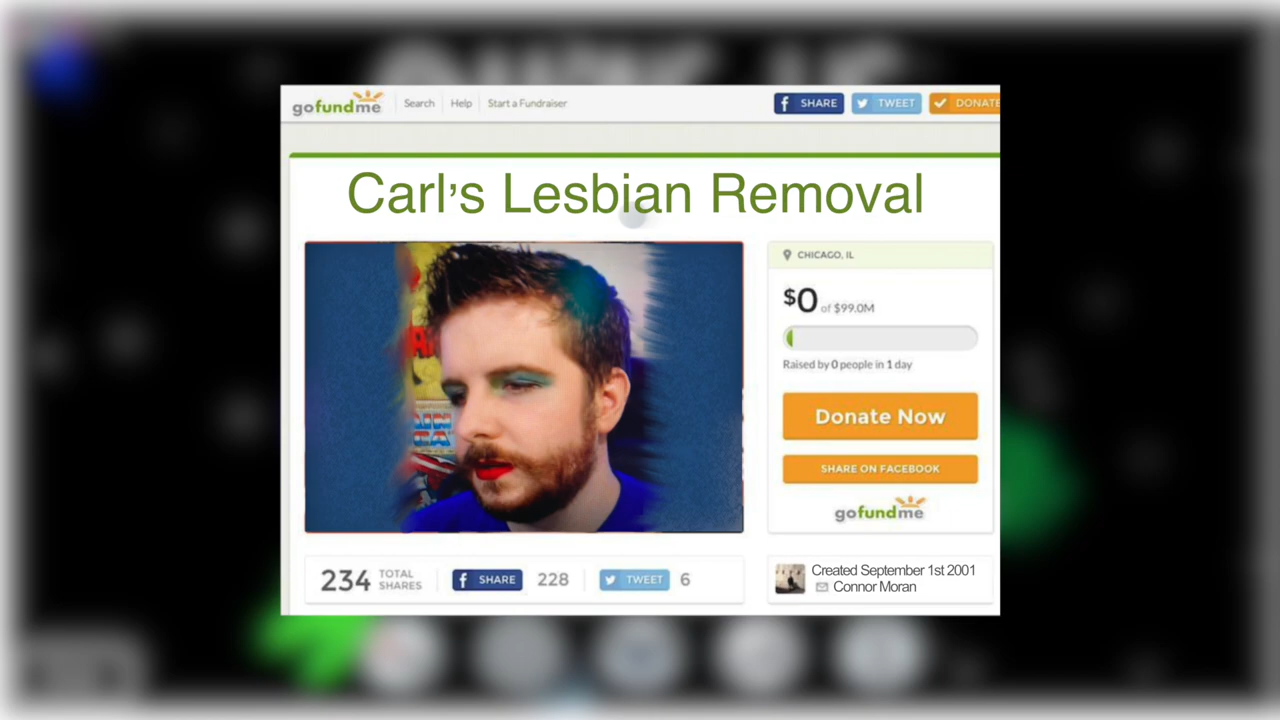 gofundme Search Help Start a Fundraiser SHARE TWEET DONATE
Carl's Lesbian Removal
CHICAGO, IL
$0 of $99.0M
Raised by 0 people in 1 day
Donate Now
SHARE ON FACEBOOK
gofundme
234 TOTAL SHARES SHARE 228 TWEET 6
Created September 1st 2001
Connor Moran